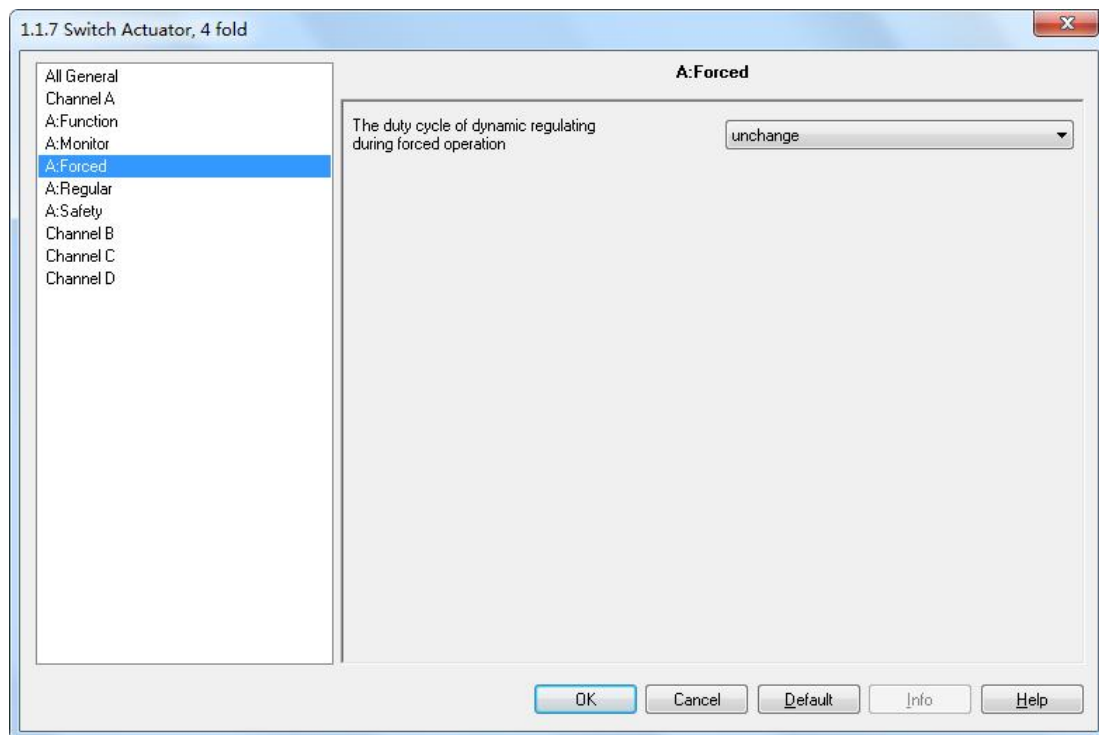 1.1.7 Switch Actuator, 4 fold
All General
Channel A
A:Function
A:Monitor
A:Forced
A:Regular
A:Safety
Channel B
Channel C
Channel D
A:Forced
The duty cycle of dynamic regulating
during forced operation
unchange
OK
Cancel
Default
Info
Help